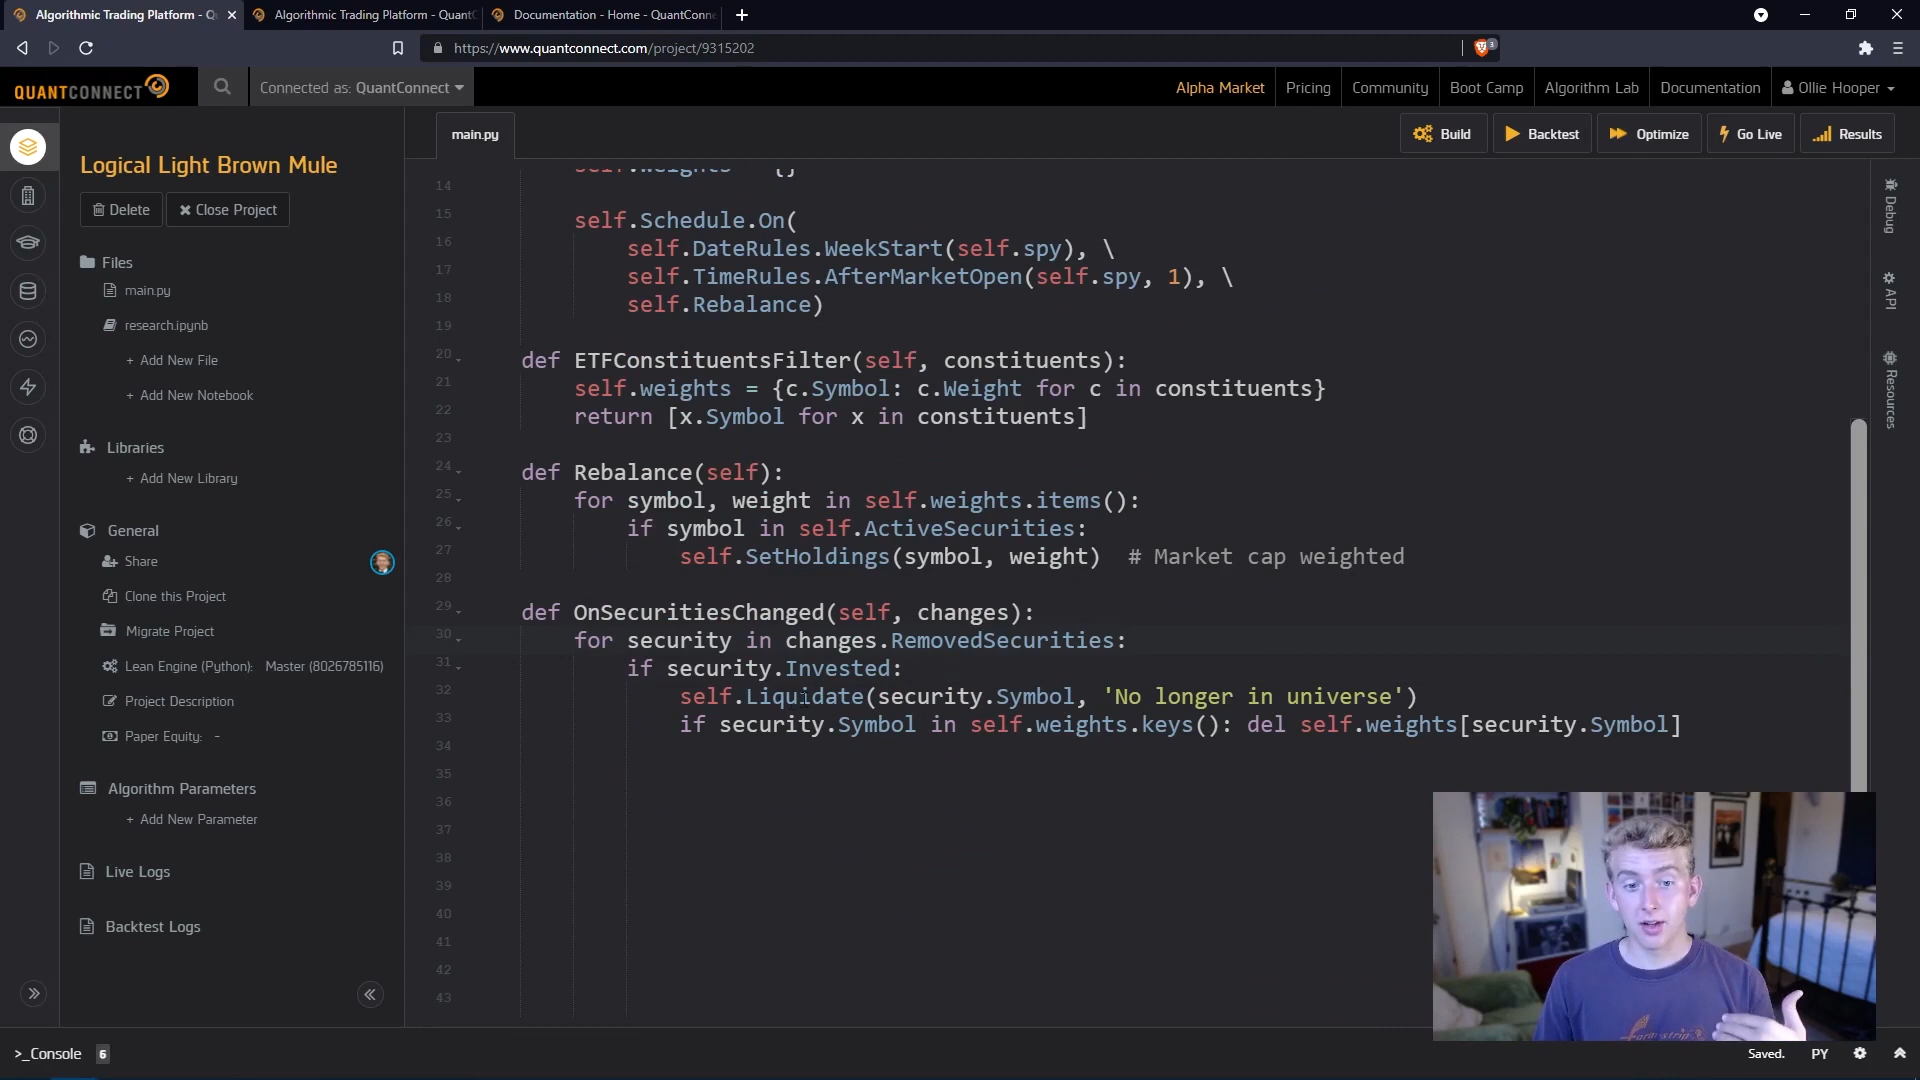 Algorithmic Trading Platform - Q
Algorithmic Trading Platform - Quant
Documentation - Home - QuantConne
https://www.quantconnect.com/project/9315202
3
QUANTCONNECT
Connected as: QuantConnect
Alpha Market
Pricing
Community
Boot Camp
Algorithm Lab
Documentation
Ollie Hooper
main.py
Build
Backtest
Optimize
Go Live
Results
Logical Light Brown Mule
Delete
Close Project
Files
main.py
research.ipynb
+ Add New File
+ Add New Notebook
Libraries
+ Add New Library
General
Share
Clone this Project
Migrate Project
Lean Engine (Python): Master (8026785116)
Project Description
Paper Equity: -
Algorithm Parameters
+ Add New Parameter
Live Logs
Backtest Logs
self.weights = {}
14
15 self.Schedule.On(
16 self.DateRules.WeekStart(self.spy), \
17 self.TimeRules.AfterMarketOpen(self.spy, 1), \
18 self.Rebalance)
19
20 def ETFConstituentsFilter(self, constituents):
21 self.weights = {c.Symbol: c.Weight for c in constituents}
22 return [x.Symbol for x in constituents]
23
24 def Rebalance(self):
25 for symbol, weight in self.weights.items():
26 if symbol in self.ActiveSecurities:
27 self.SetHoldings(symbol, weight) # Market cap weighted
28
29 def OnSecuritiesChanged(self, changes):
30 for security in changes.RemovedSecurities:
31 if security.Invested:
32 self.Liquidate(security.Symbol, 'No longer in universe')
33 if security.Symbol in self.weights.keys(): del self.weights[security.Symbol]
34
35
36
37
38
39
40
41
42
43
Debug
API
Resources
>_Console 6
Saved.
PY